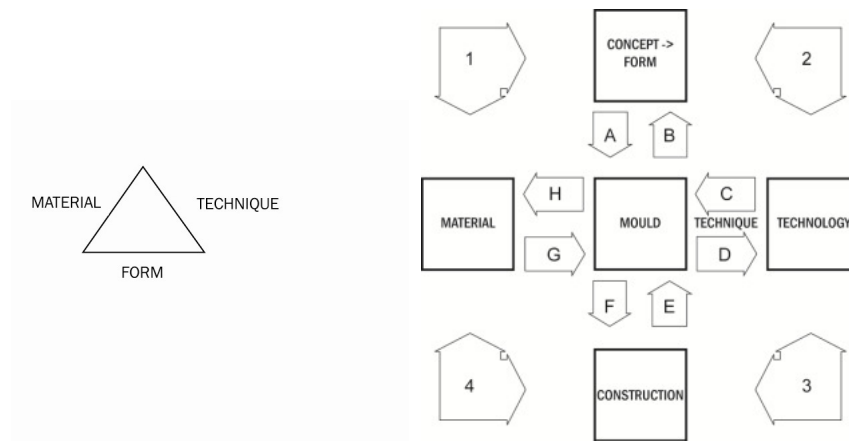 MATERIAL
TECHNIQUE
FORM
1
CONCEPT ->
FORM
2
A
B
H
C
MATERIAL
MOULD
TECHNIQUE
TECHNOLOGY
G
D
F
E
4
CONSTRUCTION
3